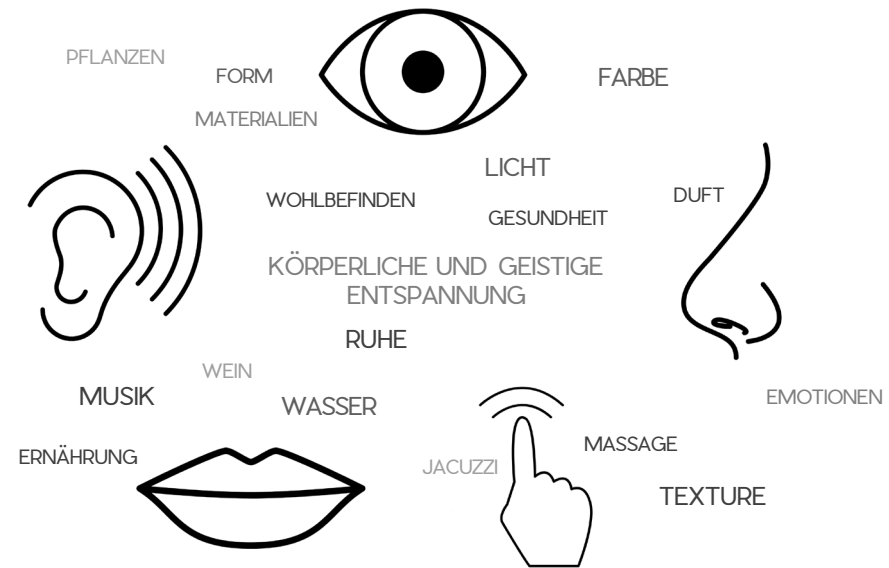 PFLANZEN
FORM
FARBE
MATERIALIEN
LICHT
WOHLBEFINDEN
DUFT
GESUNDHEIT
KÖRPERLICHE UND GEISTIGE
ENTSPANNUNG
RUHE
WEIN
MUSIK
WASSER
EMOTIONEN
ERNÄHRUNG
MASSAGE
JACUZZI
TEXTURE